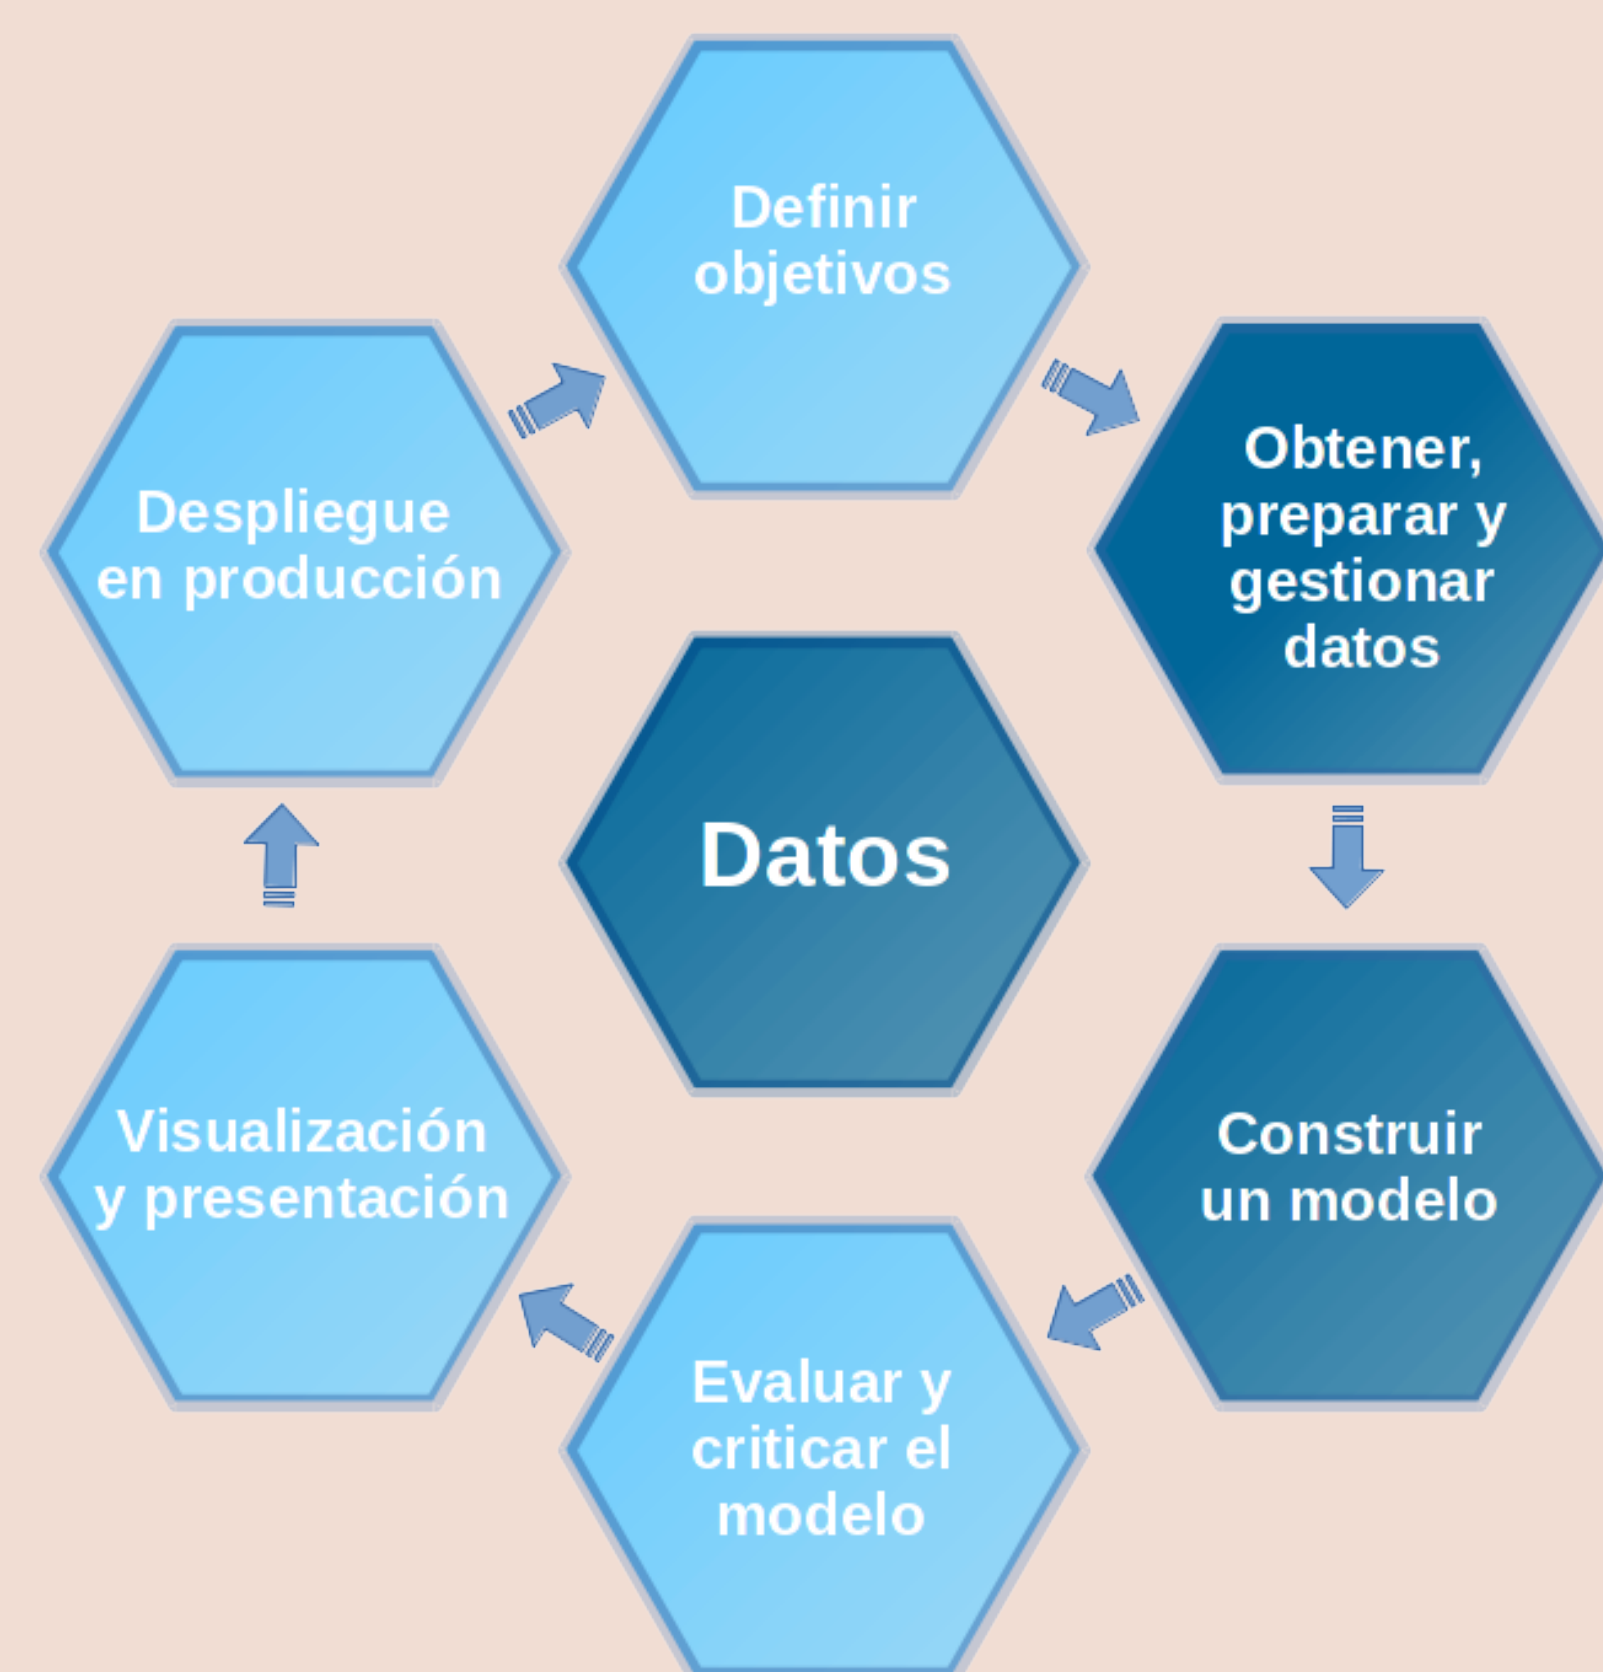 Definir
objetivos
Obtener,
preparar y
gestionar
datos
Construir
un modelo
Evaluar y
criticar el
modelo
Visualización
y presentación
Despliegue
en producción
Datos